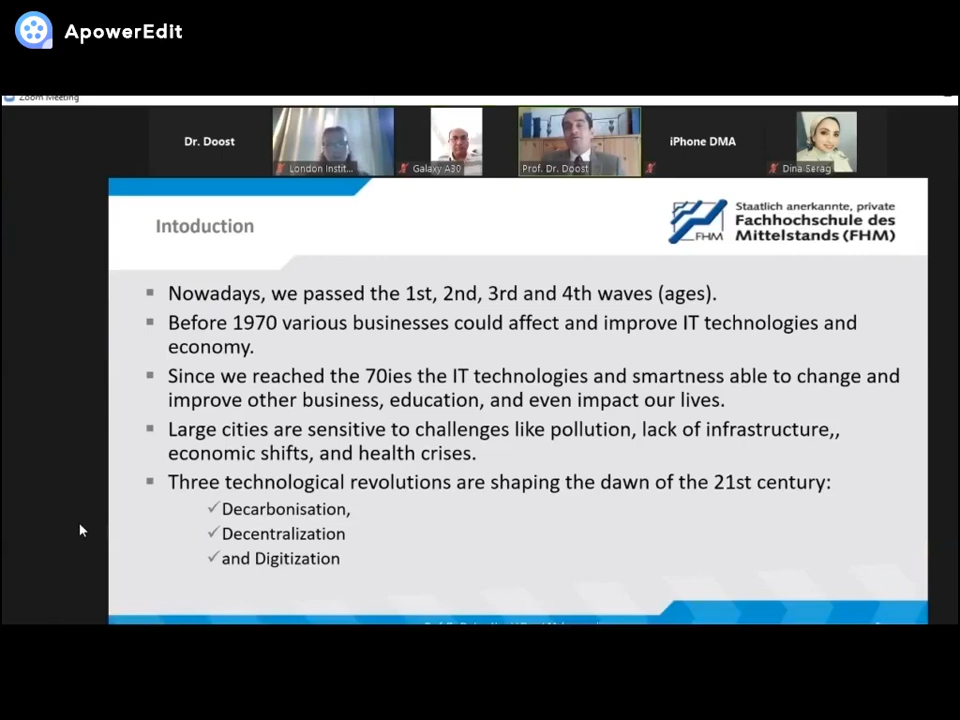 ApowerEdit
Zoom Meeting
Dr. Doost
London Instit...
Galaxy A30
Prof. Dr. Doost
iPhone DMA
Dina Serag
Intoduction
Staatlich anerkannte, private
Fachhochschule des
Mittelstands (FHM)
FHM
Nowadays, we passed the 1st, 2nd, 3rd and 4th waves (ages).
Before 1970 various businesses could affect and improve IT technologies and
economy.
Since we reached the 70ies the IT technologies and smartness able to change and
improve other business, education, and even impact our lives.
Large cities are sensitive to challenges like pollution, lack of infrastructure,,
economic shifts, and health crises.
Three technological revolutions are shaping the dawn of the 21st century:
Decarbonisation,
Decentralization
and Digitization